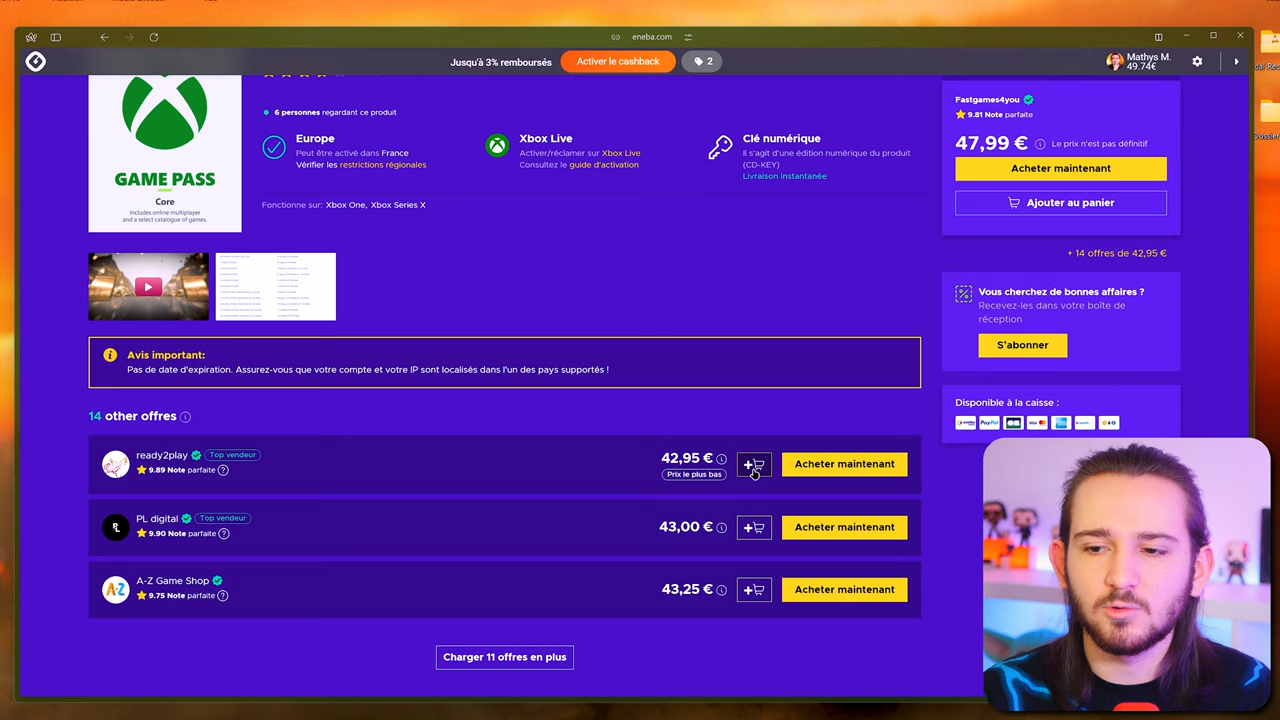 eneba.com
Jusqu'à 3% remboursés
Activer le cashback
2
Mathys M.
49.74€
GAME PASS
Core
Includes online multiplayer
and a select catalogue of games.
6 personnes regardant ce produit
Europe
Peut être activé dans France
Vérifier les restrictions régionales
Xbox Live
Activer/réclamer sur Xbox Live
Consultez le guide d'activation
Clé numérique
Il s'agit d'une édition numérique du produit
(CD-KEY)
Livraison instantanée
Fonctionne sur: Xbox One, Xbox Series X
Fastgames4you
9.81 Note parfaite
47,99 €
Le prix n'est pas définitif
Acheter maintenant
Ajouter au panier
+ 14 offres de 42,95 €
Vous cherchez de bonnes affaires ?
Recevez-les dans votre boîte de
réception
S'abonner
Disponible à la caisse :
Avis important:
Pas de date d'expiration. Assurez-vous que votre compte et votre IP sont localisés dans l'un des pays supportés !
14 other offres
ready2play Top vendeur
9.89 Note parfaite
42,95 €
Prix le plus bas
Acheter maintenant
PL digital Top vendeur
9.90 Note parfaite
43,00 €
Acheter maintenant
A-Z Game Shop
9.75 Note parfaite
43,25 €
Acheter maintenant
Charger 11 offres en plus